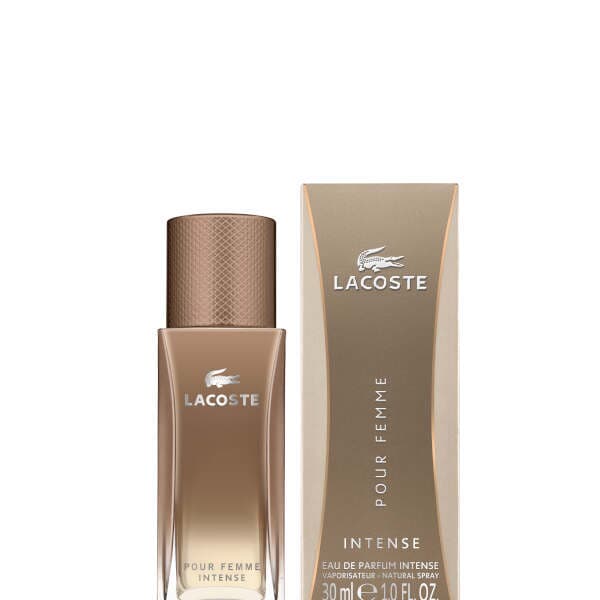 LACOSTE
POUR FEMME
INTENSE
LACOSTE
POUR FEMME
INTENSE
EAU DE PARFUM INTENSE
VAPORISATEUR - NATURAL SPRAY
30 ml e 1.0 FL. OZ.